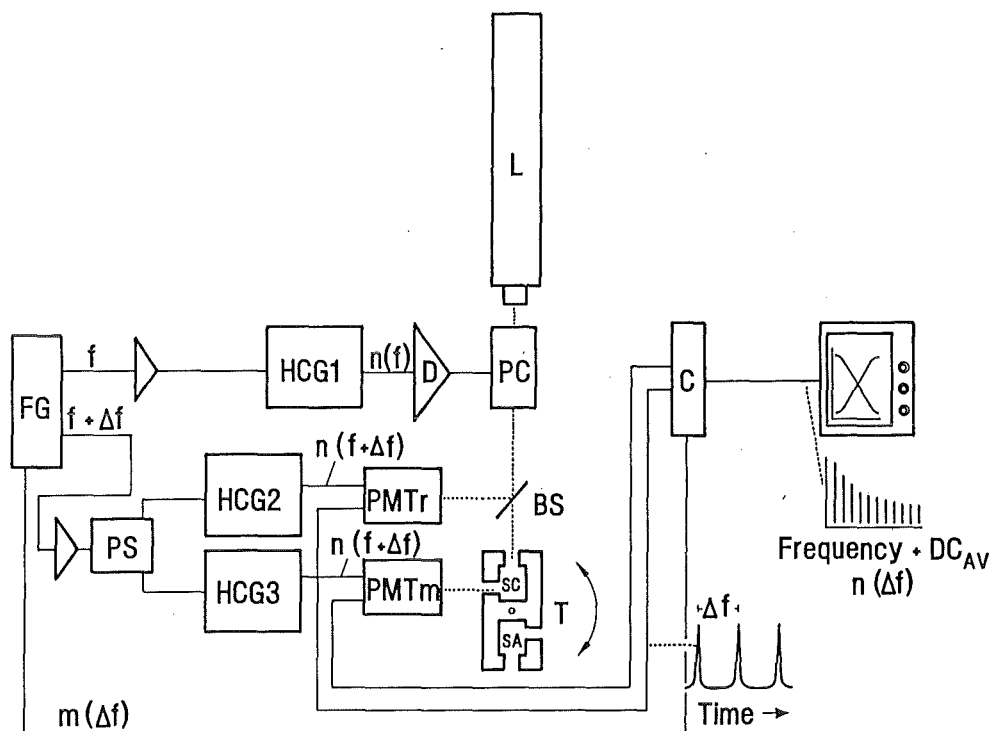 L
f
HCG1
n(f)
D
PC
C
FG
f + Δf
n (f+Δf)
HCG2
PMTr
BS
PS
n (f+Δf)
HCG3
PMTm
SC
SA
T
Frequency + DCAV
n(Δf)
Δf
Time →
m(Δf)